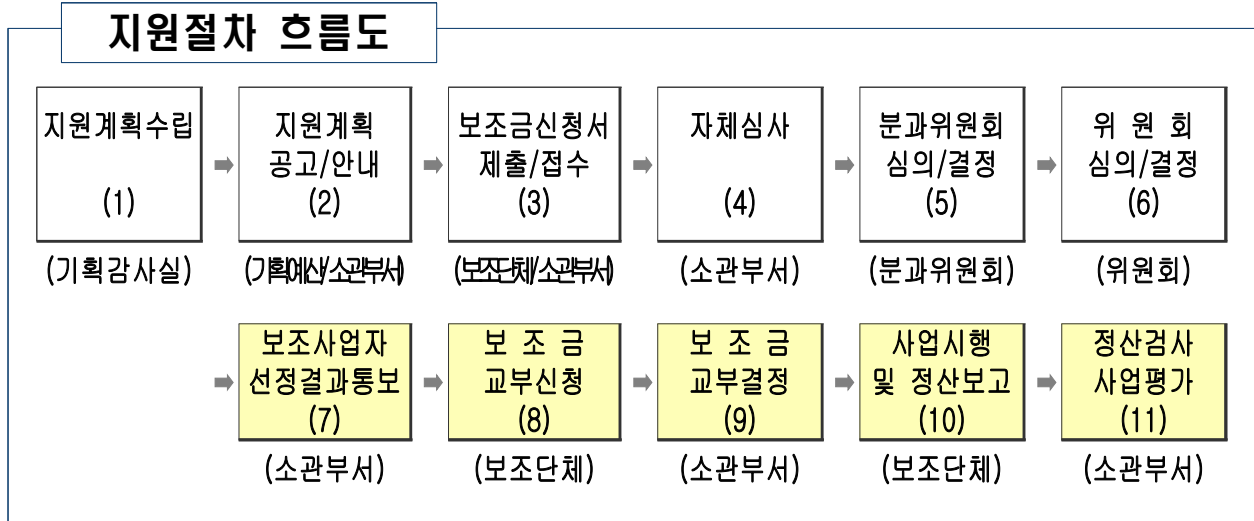 지원절차 흐름도
지원계획수립
(1)
(기획감사실)
지원계획
공고/안내
(2)
(기획예산/소관부서)
보조금신청서
제출/접수
(3)
(보조단체/소관부서)
자체심사
(4)
(소관부서)
분과위원회
심의/결정
(5)
(분과위원회)
위 원 회
심의/결정
(6)
(위원회)
보조사업자
선정결과통보
(7)
(소관부서)
보 조 금
교부신청
(8)
(보조단체)
보 조 금
교부결정
(9)
(소관부서)
사업시행
및 정산보고
(10)
(보조단체)
정산검사
사업평가
(11)
(소관부서)